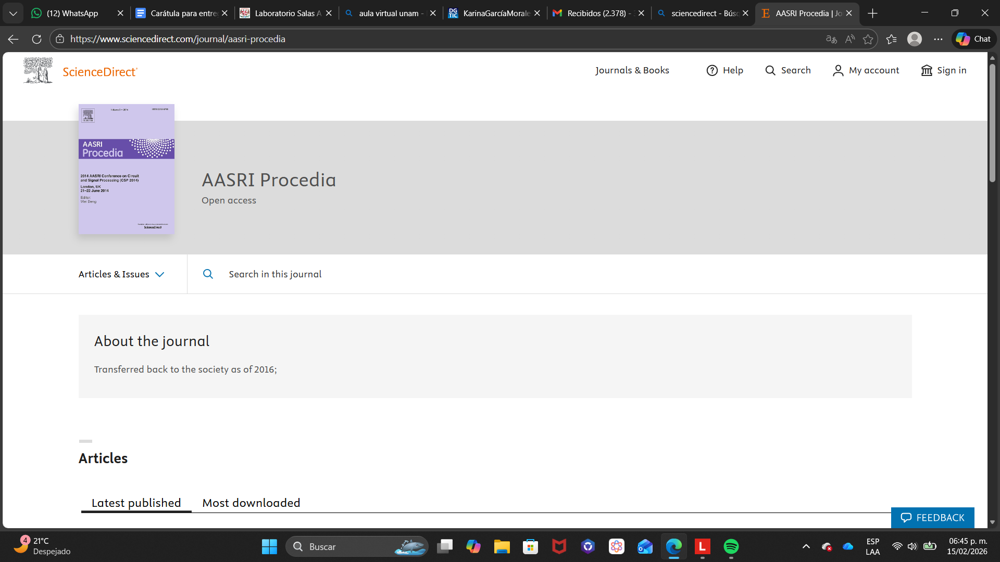 (12) WhatsApp
Carátula para entre
Laboratorio Salas A
aula virtual unam -
KarinaGarcíaMorale
Recibidos (2.378) -
sciencedirect - Búsq
AASRI Procedia | Jo
https://www.sciencedirect.com/journal/aasri-procedia
Chat
ScienceDirect
Journals & Books
Help
Search
My account
Sign in
Volume 9 • 2014
ELSEVIER
AASRI
Procedia
2014 AASRI Conference on Circuit
and Signal Processing (CSP 2014)
London, UK
21–22 June 2014
Editor:
Wei Deng
ScienceDirect
AASRI Procedia
Open access
Articles & Issues
Search in this journal
About the journal
Transferred back to the society as of 2016;
Articles
Latest published
Most downloaded
FEEDBACK
4
21°C
Despejado
Buscar
ESP
LAA
06:45 p. m.
15/02/2026